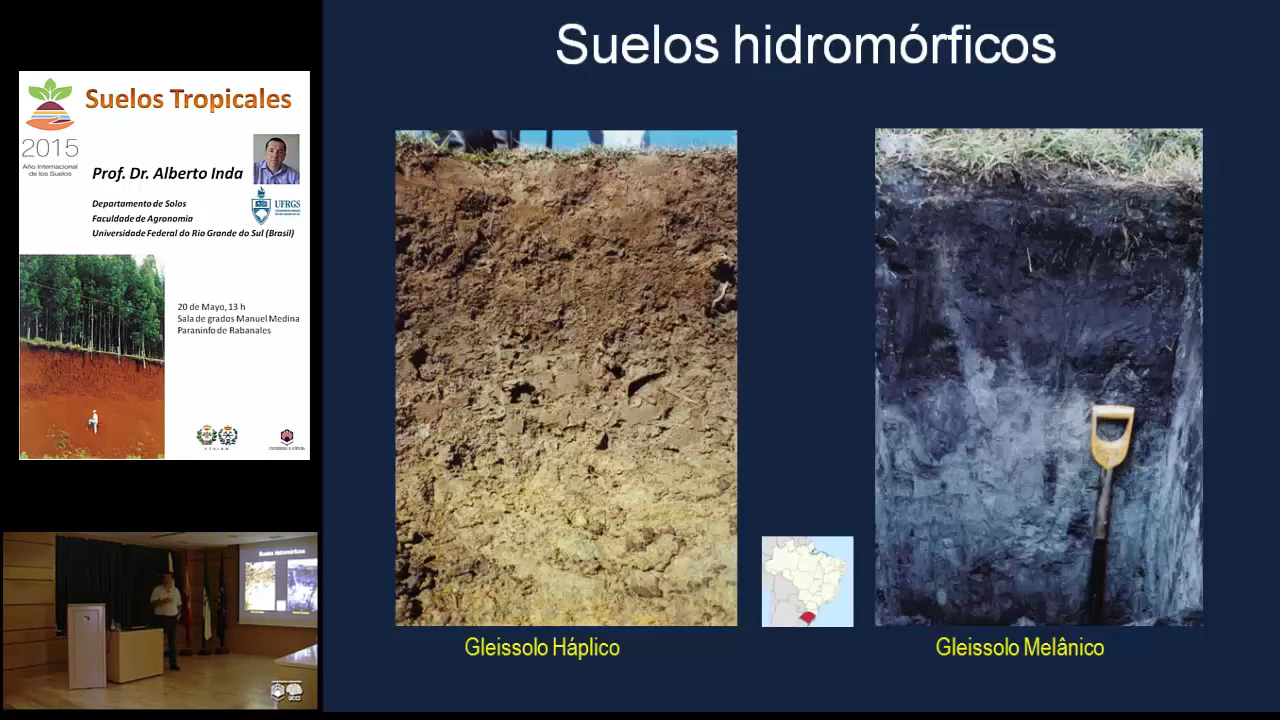 Suelos Tropicales
2015
Año Internacional
de los Suelos
Prof. Dr. Alberto Inda
Departamento de Solos
Faculdade de Agronomia
Universidade Federal do Rio Grande do Sul (Brasil)
UFRGS
20 de Mayo, 13 h
Sala de grados Manuel Medina
Paraninfo de Rabanales
Suelos hidromórficos
Gleissolo Háplico
Gleissolo Melânico
Suelos hidromórficos